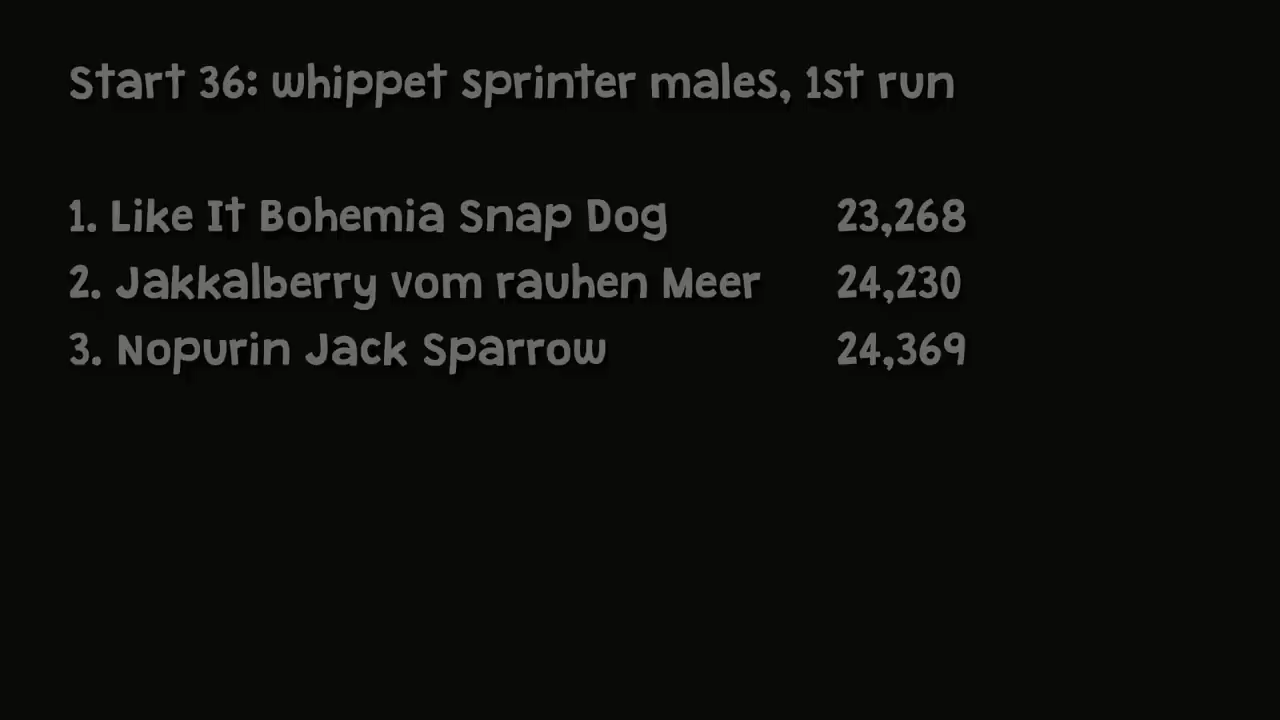 Start 36: whippet sprinter males, 1st run
1. Like It Bohemia Snap Dog 23,268
2. Jakkalberry vom rauhen Meer 24,230
3. Nopurin Jack Sparrow 24,369